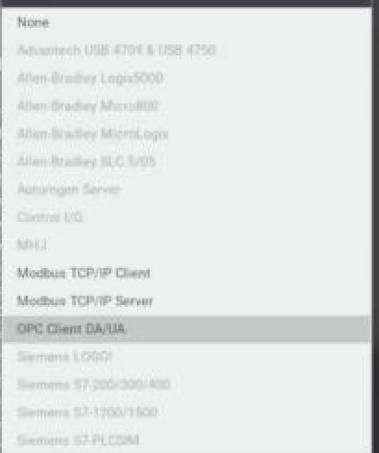 None
Advantech USB 4704 & USB 4750
Allen-Bradley Logix5000
Allen-Bradley Micro800
Allen-Bradley MicroLogix
Allen-Bradley SLC 5/05
Automgen Server
Control I/O
MHJ
Modbus TCP/IP Client
Modbus TCP/IP Server
OPC Client DA/UA
Siemens LOGO!
Siemens S7-200/300/400
Siemens S7-1200/1500
Siemens S7-PLCSIM